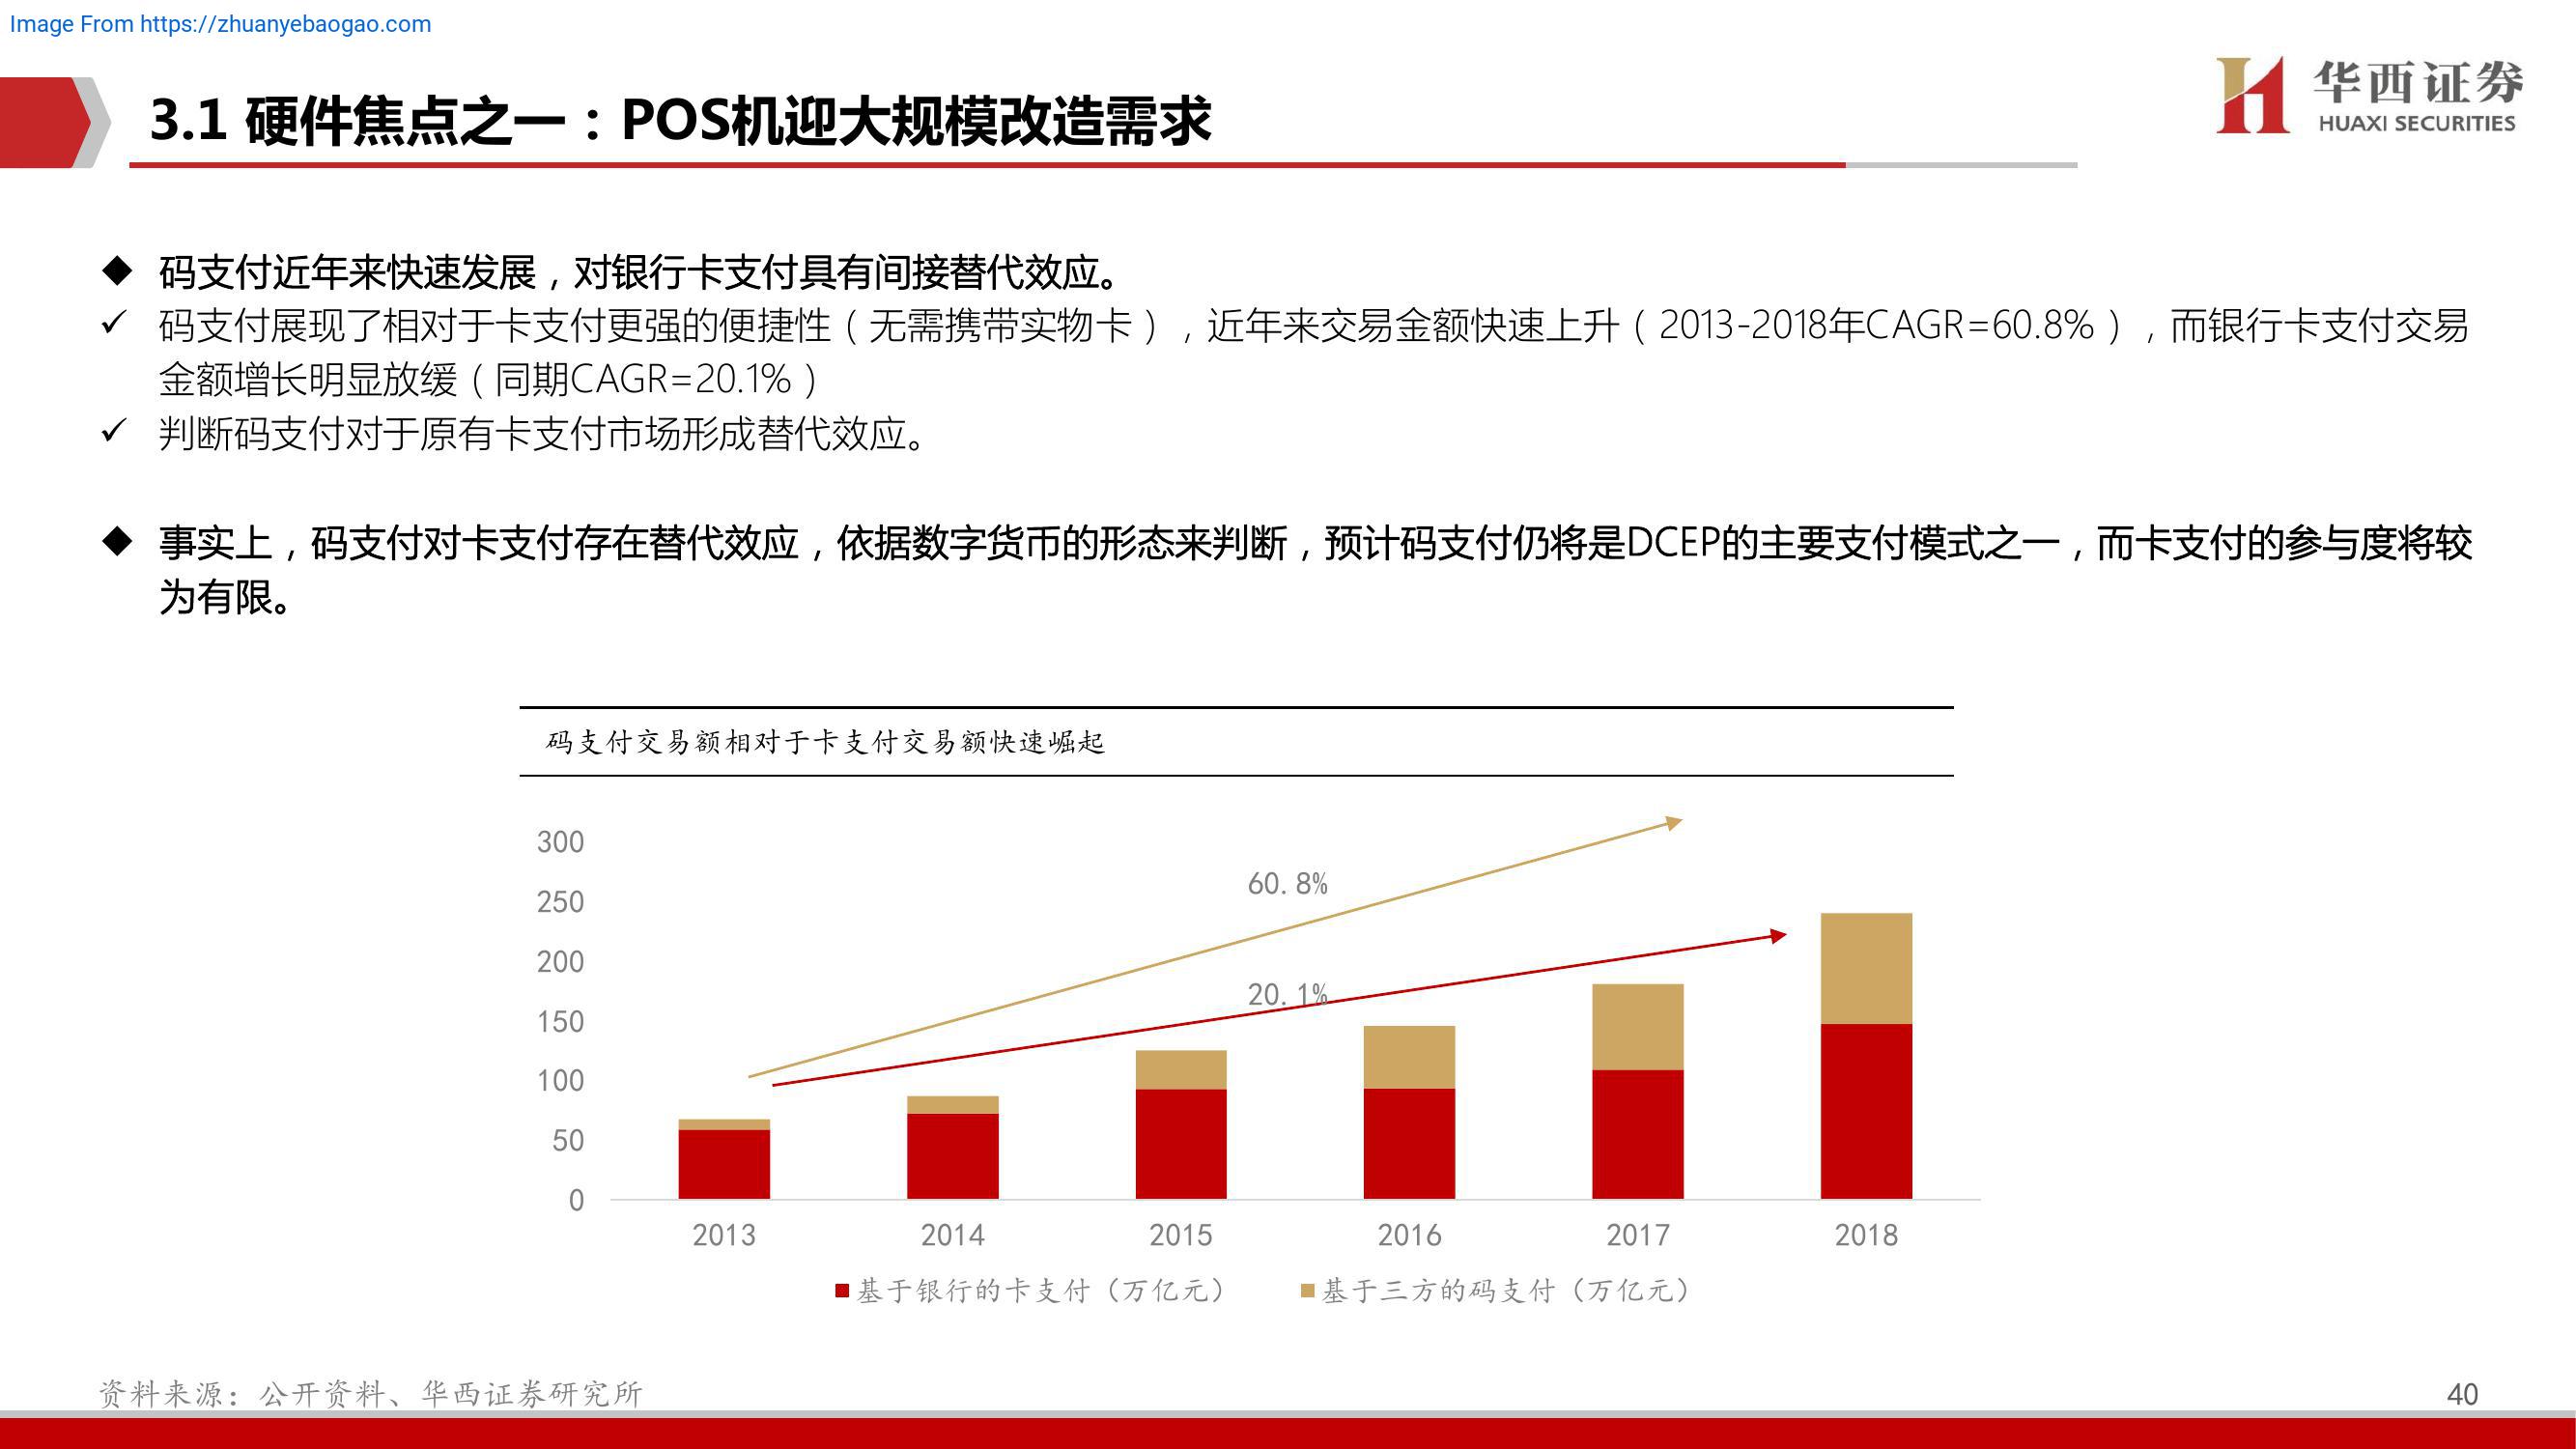 Image From https://zhuanyebaogao.com
华西证券
HUAXI SECURITIES
3.1 硬件焦点之一：POS机迎大规模改造需求
◆ 码支付近年来快速发展，对银行卡支付具有间接替代效应。
✓ 码支付展现了相对于卡支付更强的便捷性（无需携带实物卡），近年来交易金额快速上升（2013-2018年CAGR=60.8%），而银行卡支付交易
金额增长明显放缓（同期CAGR=20.1%）
✓ 判断码支付对于原有卡支付市场形成替代效应。
◆ 事实上，码支付对卡支付存在替代效应，依据数字货币的形态来判断，预计码支付仍将是DCEP的主要支付模式之一，而卡支付的参与度将较
为有限。
码支付交易额相对于卡支付交易额快速崛起
300
250
200
150
100
50
0
60.8%
20.1%
2013 2014 2015 2016 2017 2018
基于银行的卡支付（万亿元） 基于三方的码支付（万亿元）
资料来源：公开资料、华西证券研究所
40